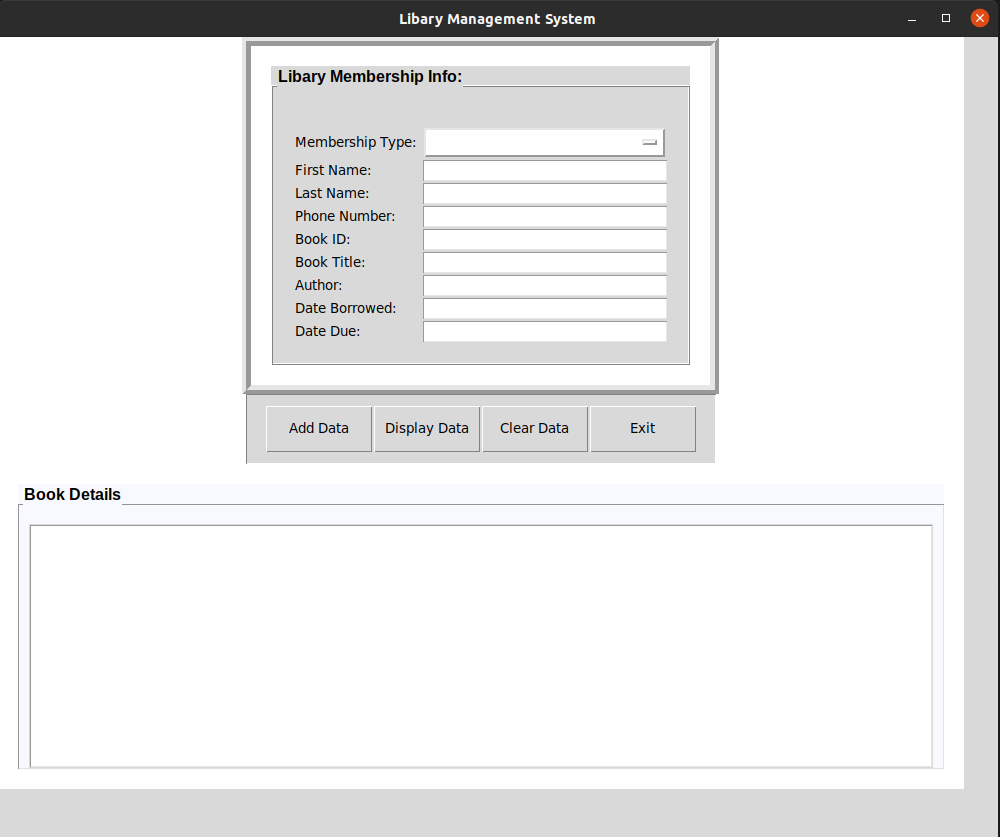 Libary Management System
Libary Membership Info:
Membership Type:
First Name:
Last Name:
Phone Number:
Book ID:
Book Title:
Author:
Date Borrowed:
Date Due:
Add Data Display Data Clear Data Exit
Book Details